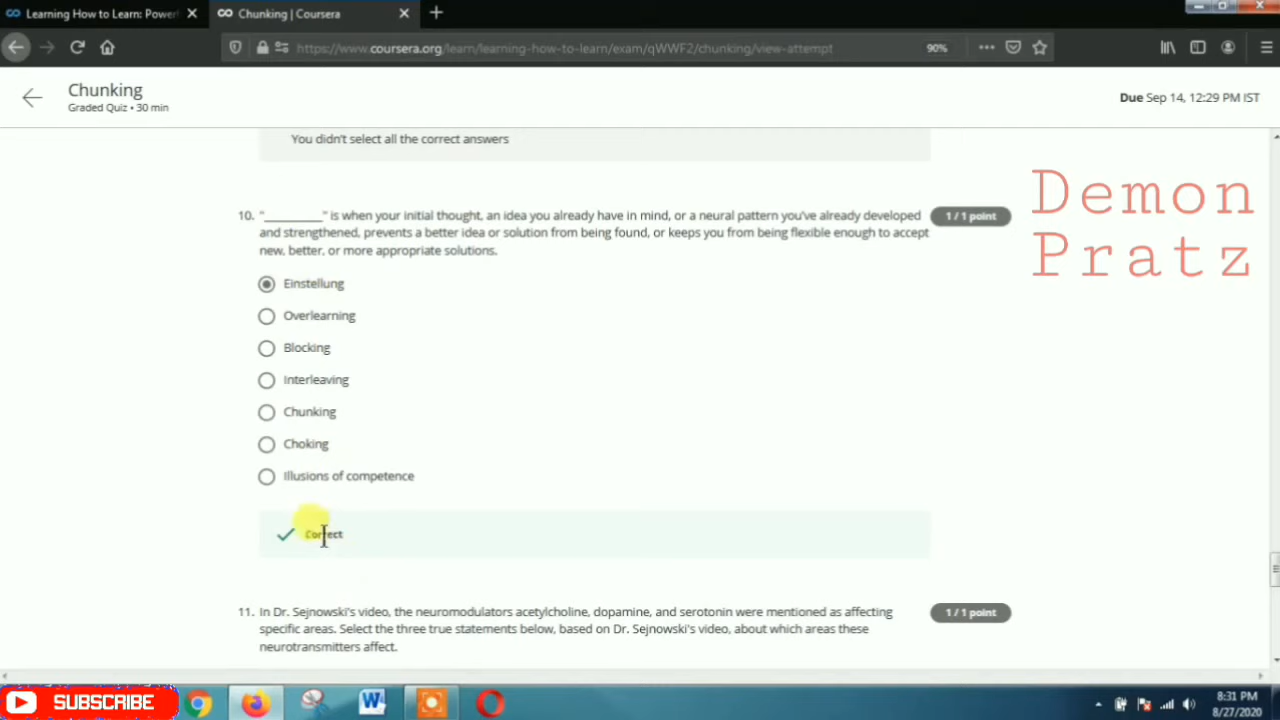 Learning How to Learn: Powerf
Chunking | Coursera
https://www.coursera.org/learn/learning-how-to-learn/exam/qWWF2/chunking/view-attempt
90%
Chunking
Graded Quiz • 30 min
Due Sep 14, 12:29 PM IST
You didn't select all the correct answers
Demon
Pratz
10. "__________" is when your initial thought, an idea you already have in mind, or a neural pattern you've already developed
1 / 1 point
and strengthened, prevents a better idea or solution from being found, or keeps you from being flexible enough to accept
new, better, or more appropriate solutions.
Einstellung
Overlearning
Blocking
Interleaving
Chunking
Choking
Illusions of competence
Correct
11. In Dr. Sejnowski's video, the neuromodulators acetylcholine, dopamine, and serotonin were mentioned as affecting
1 / 1 point
specific areas. Select the three true statements below, based on Dr. Sejnowski's video, about which areas these
neurotransmitters affect.
SUBSCRIBE
8:31 PM
8/27/2020